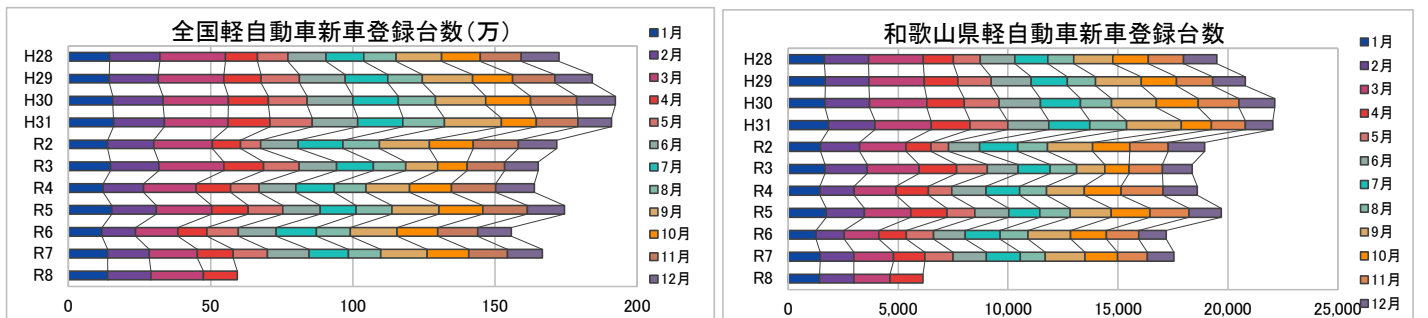 全国軽自動車新車登録台数(万)
H28
H29
H30
H31
R2
R3
R4
R5
R6
R7
R8
0
50
100
150
200
1月
2月
3月
4月
5月
6月
7月
8月
9月
10月
11月
12月
和歌山県軽自動車新車登録台数
H28
H29
H30
H31
R2
R3
R4
R5
R6
R7
R8
0
5,000
10,000
15,000
20,000
25,000
1月
2月
3月
4月
5月
6月
7月
8月
9月
10月
11月
12月